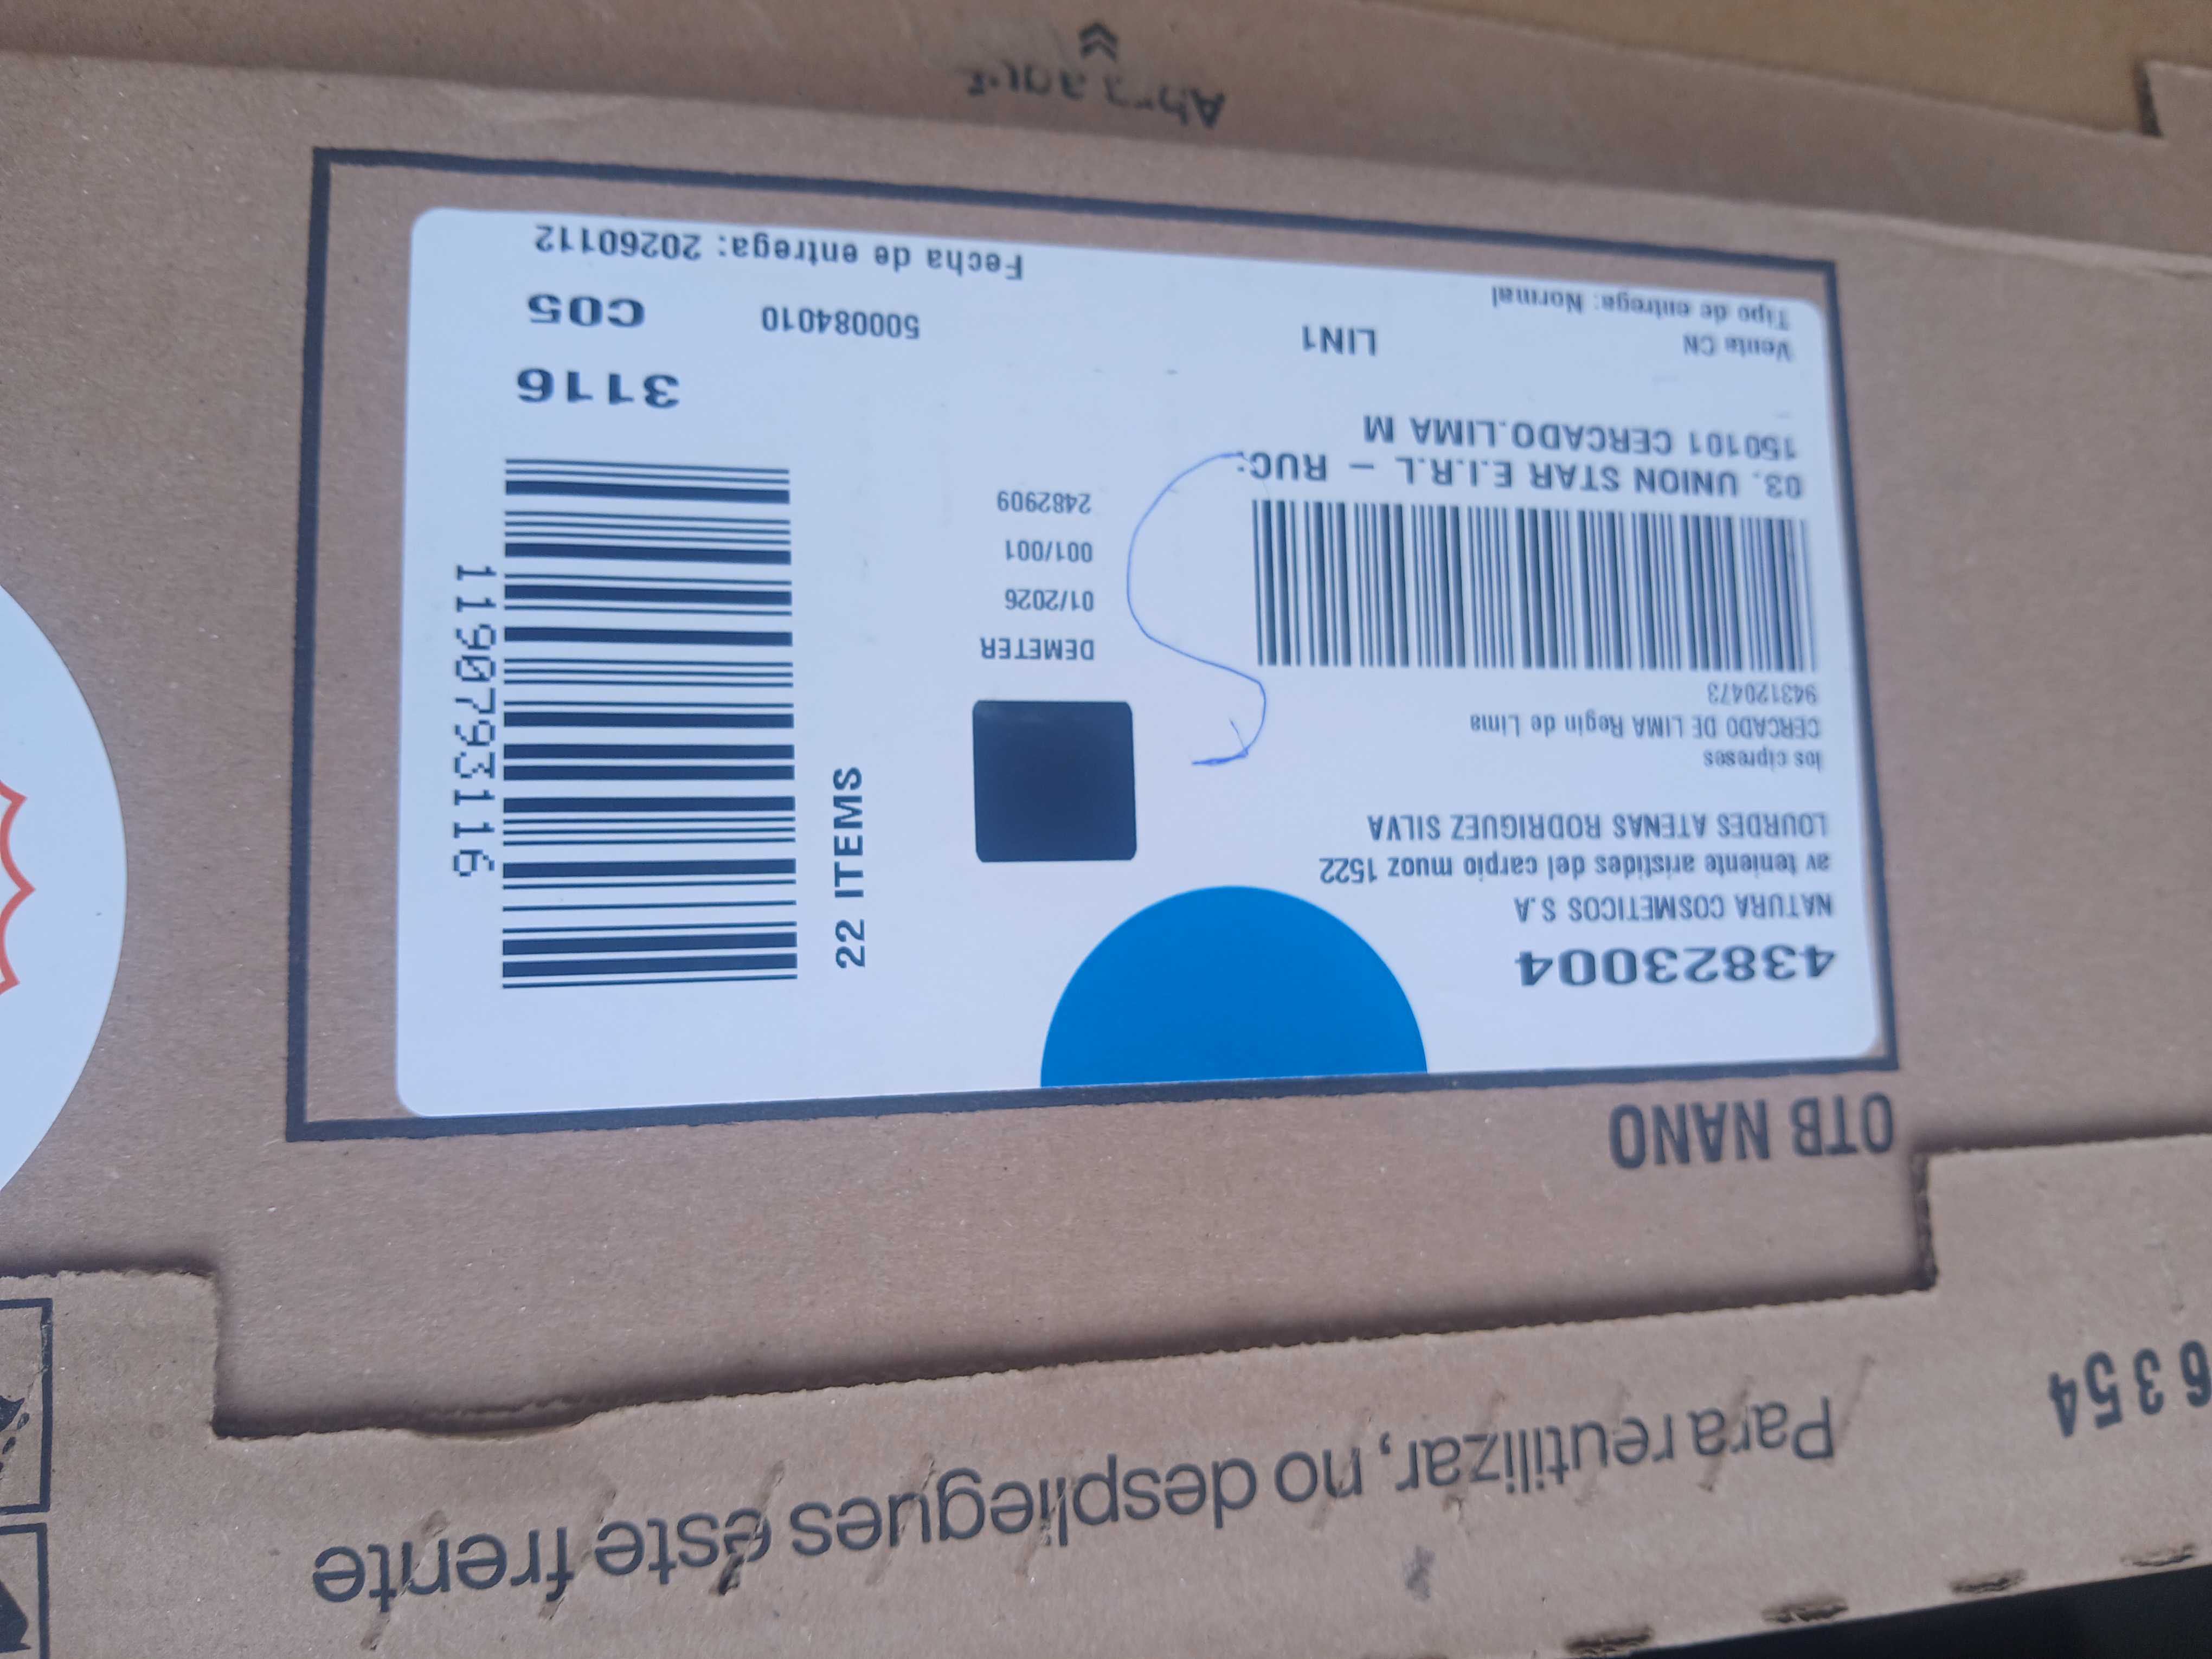 6354
Para reutilizar, no despliegues este frente
OTB NANO
43823004
NATURA COSMETICOS S.A
av teniente aristides del carpio muoz 1522
LOURDES ATENAS RODRIGUEZ SILVA
los cipreses
CERCADO DE LIMA Regin de Lima
943120473
03. UNION STAR E.I.R.L - RUC:
150101 CERCADO.LIMA M
Venta CN
LIN1
Tipo de entrega: Normal
DEMETER
01/2026
001/001
2482909
22 ITEMS
1190793116
3116
500084010
C05
Fecha de entrega: 20260112
Abra aquí